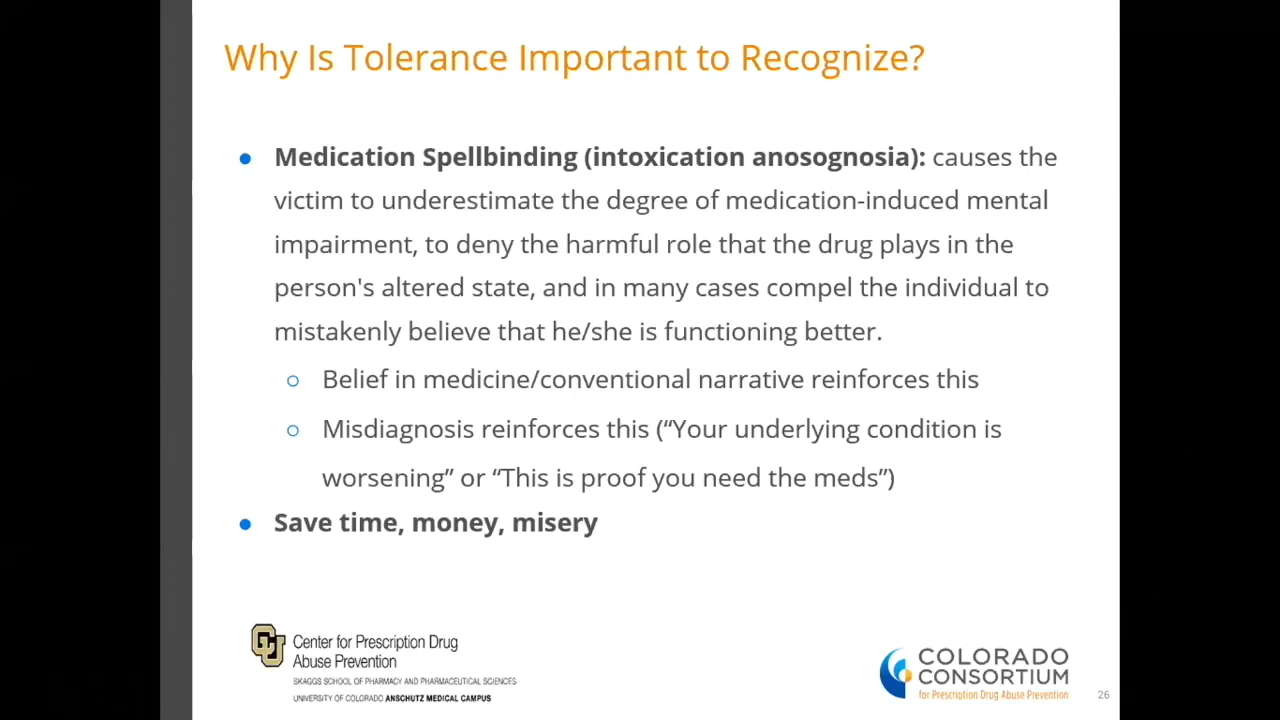 Why Is Tolerance Important to Recognize?
● Medication Spellbinding (intoxication anosognosia): causes the
victim to underestimate the degree of medication-induced mental
impairment, to deny the harmful role that the drug plays in the
person's altered state, and in many cases compel the individual to
mistakenly believe that he/she is functioning better.
○ Belief in medicine/conventional narrative reinforces this
○ Misdiagnosis reinforces this (“Your underlying condition is
worsening” or “This is proof you need the meds”)
● Save time, money, misery
CU
Center for Prescription Drug
Abuse Prevention
SKAGGS SCHOOL OF PHARMACY AND PHARMACEUTICAL SCIENCES
UNIVERSITY OF COLORADO ANSCHUTZ MEDICAL CAMPUS
COLORADO
CONSORTIUM
for Prescription Drug Abuse Prevention
26